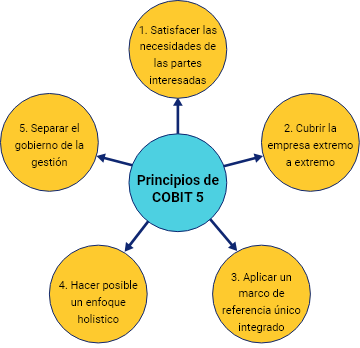 1. Satisfacer las
necesidades de
las partes
interesadas
2. Cubrir la
empresa extremo
a extremo
3. Aplicar un
marco de
referencia único
integrado
4. Hacer posible
un enfoque
holistico
5. Separar el
gobierno de la
gestión
Principios de
COBIT 5